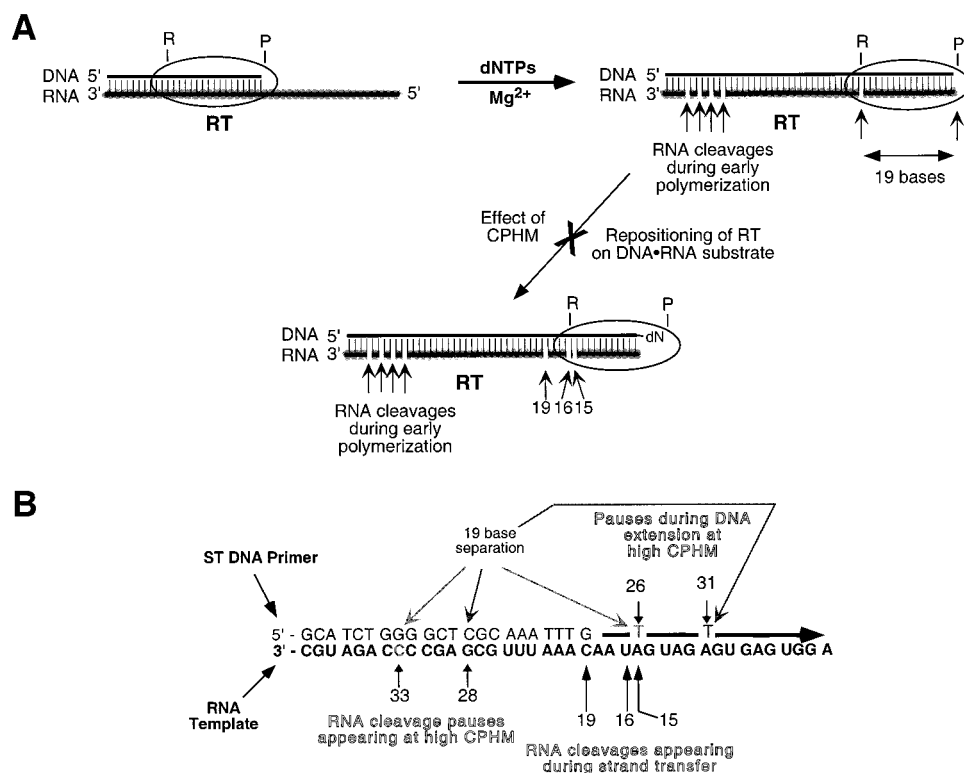 A
R
P
DNA 5'
RNA 3'
5'
RT
dNTPs
Mg2+
R
P
DNA 5'
RNA 3'
RT
RNA cleavages
during early
polymerization
19 bases
Effect of
CPHM
Repositioning of RT
on DNA•RNA substrate
R
P
DNA 5'
RNA 3'
dN
RT
19
16
15
RNA cleavages
during early
polymerization
B
19 base
separation
Pauses during DNA
extension at
high CPHM
ST DNA Primer
26
31
T
T
5' - GCA TCT GGG GCT CGC AAA TTT G
3' - CGU AGA CCC CGA GCG UUU AAA CAA UAG UAG AGU GAG UGG A
33
28
19
16
15
RNA
Template
RNA cleavage pauses
appearing at high CPHM
RNA cleavages appearing
during strand transfer